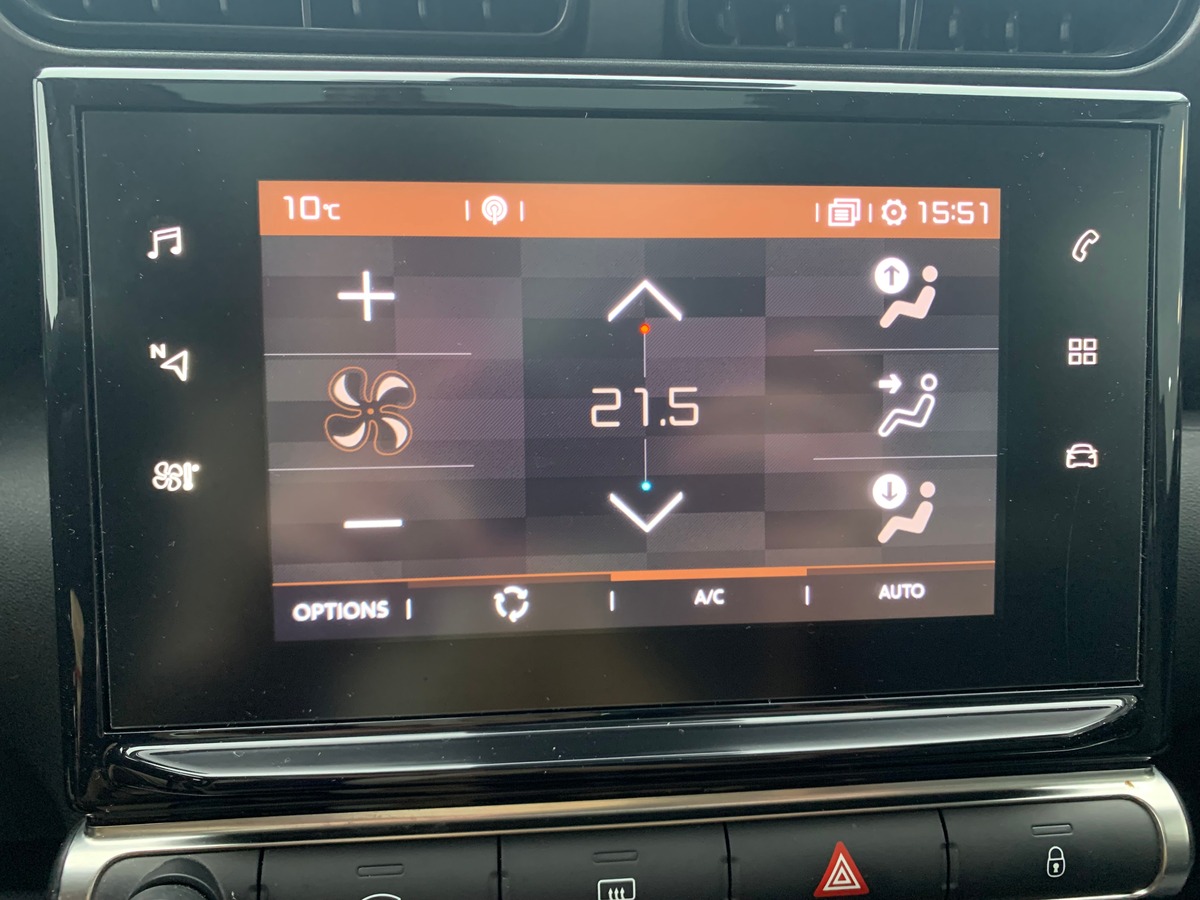 10℃ 15:51
N
21.5
OPTIONS A/C AUTO